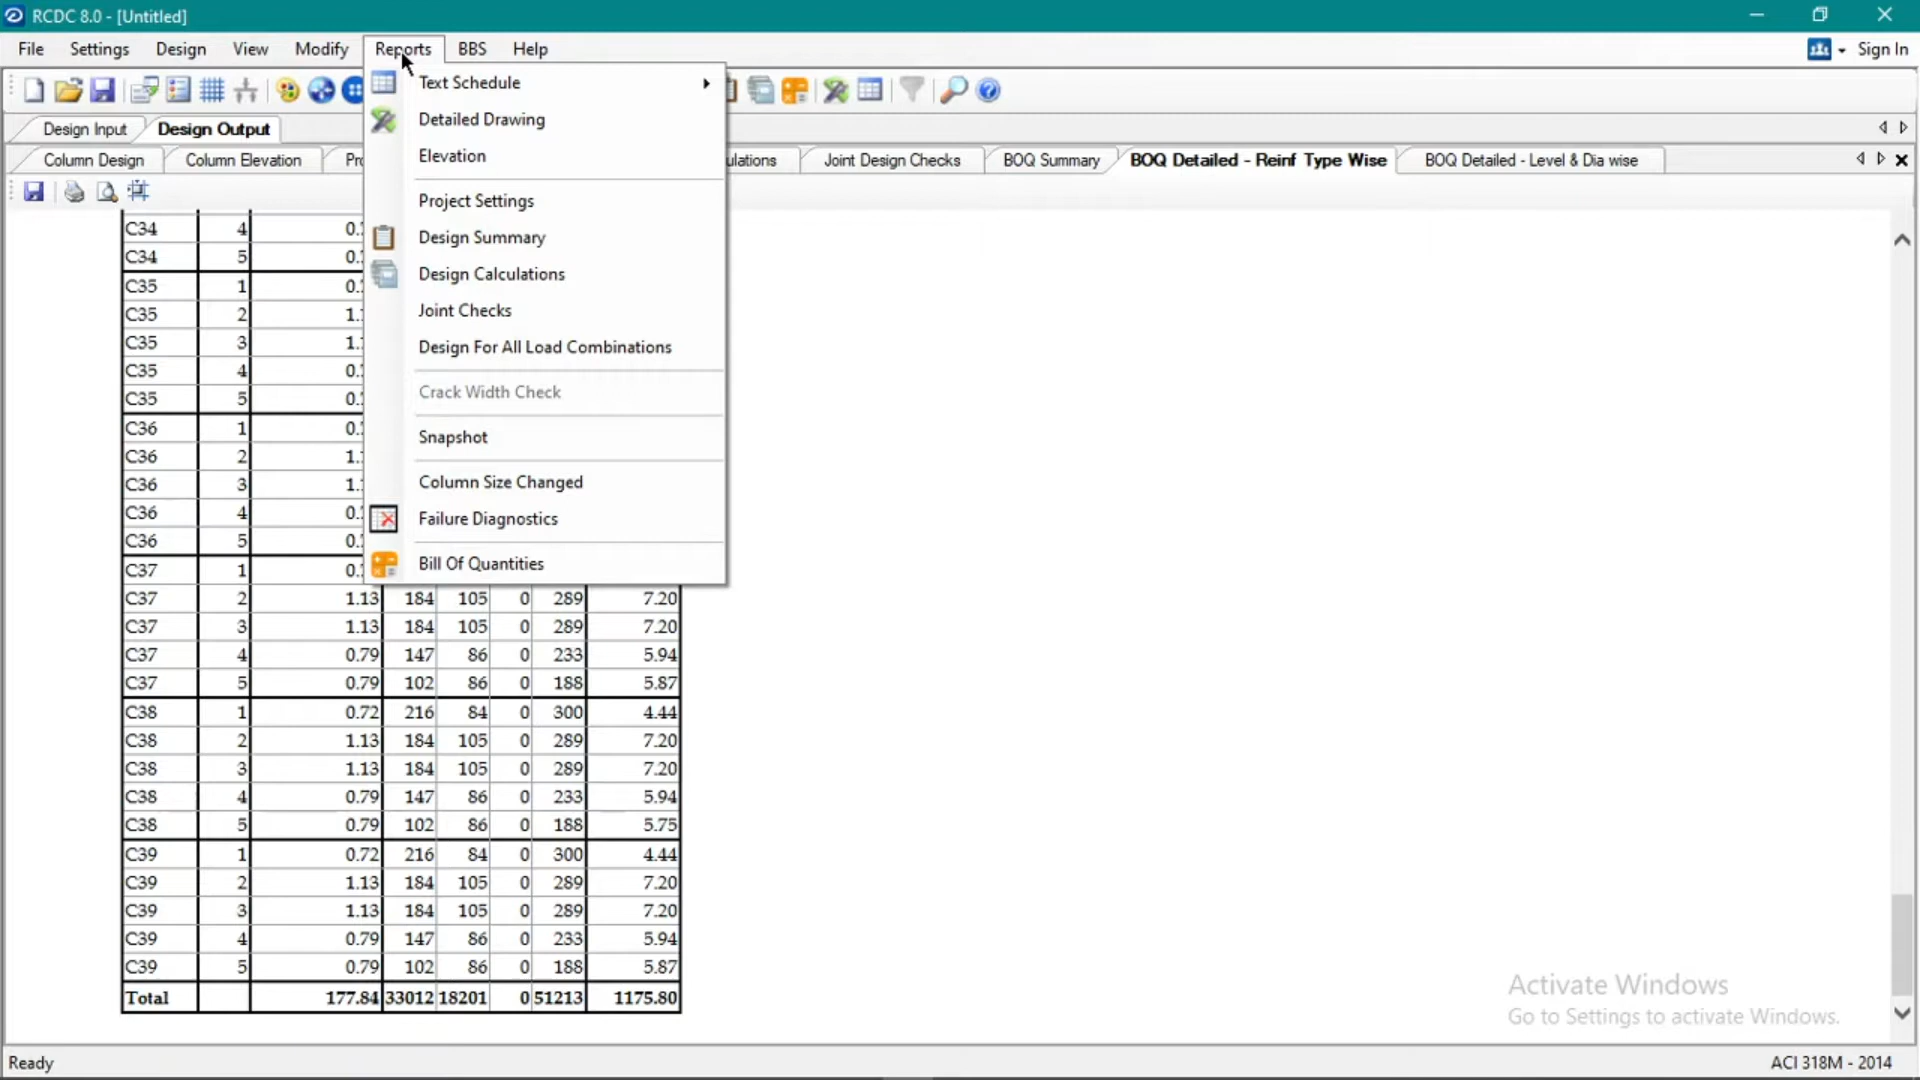 RCDC 8.0 - [Untitled]
File Settings Design View Modify Reports BBS Help Sign In
Text Schedule
Detailed Drawing
Elevation
Project Settings
Design Summary
Design Calculations
Joint Checks
Design For All Load Combinations
Crack Width Check
Snapshot
Column Size Changed
Failure Diagnostics
Bill Of Quantities
Design Input Design Output
Column Design Column Elevation Joint Design Checks BOQ Summary BOQ Detailed - Reinf Type Wise BOQ Detailed - Level & Dia wise
C34 4
C34 5
C35 1
C35 2
C35 3
C35 4
C35 5
C36 1
C36 2
C36 3
C36 4
C36 5
C37 1
C37 2 1.13 184 105 0 289 7.20
C37 3 1.13 184 105 0 289 7.20
C37 4 0.79 147 86 0 233 5.94
C37 5 0.79 102 86 0 188 5.87
C38 1 0.72 216 84 0 300 4.44
C38 2 1.13 184 105 0 289 7.20
C38 3 1.13 184 105 0 289 7.20
C38 4 0.79 147 86 0 233 5.94
C38 5 0.79 102 86 0 188 5.75
C39 1 0.72 216 84 0 300 4.44
C39 2 1.13 184 105 0 289 7.20
C39 3 1.13 184 105 0 289 7.20
C39 4 0.79 147 86 0 233 5.94
C39 5 0.79 102 86 0 188 5.87
Total 177.84 33012 18201 0 51213 1175.80
Activate Windows
Go to Settings to activate Windows.
Ready ACI 318M - 2014